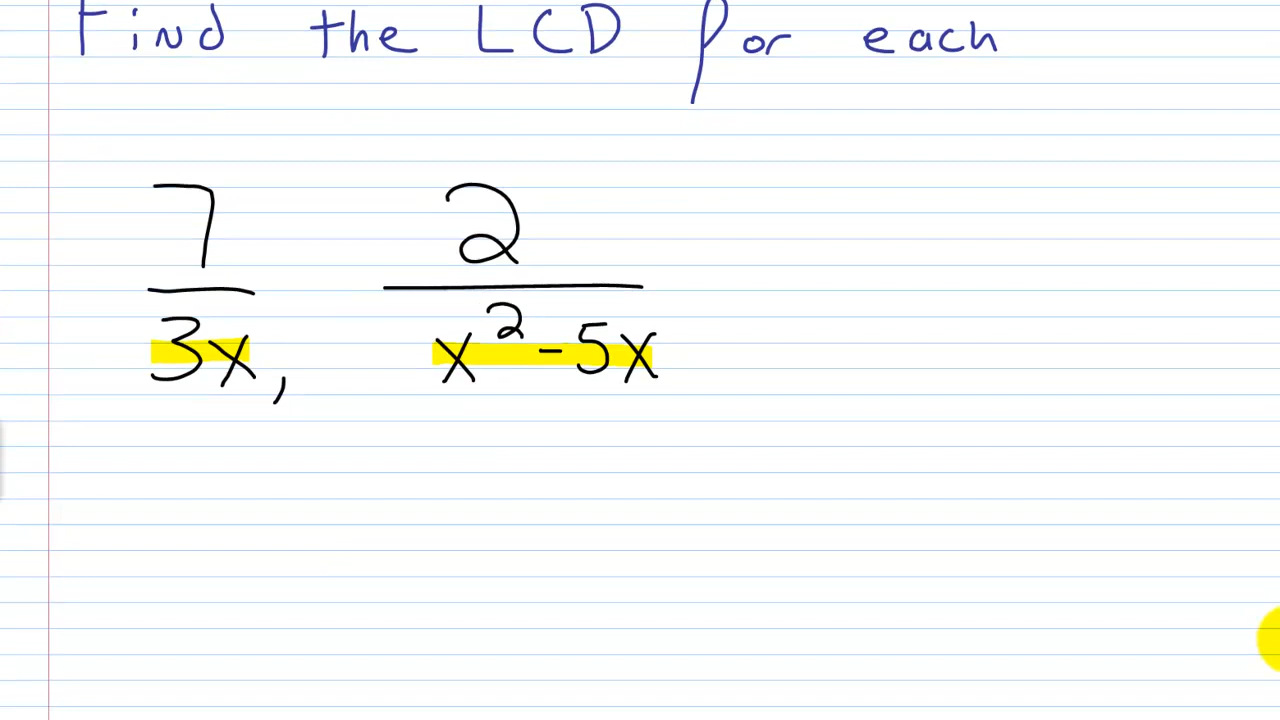 Find the LCD for each
7 2
3x, x² - 5x